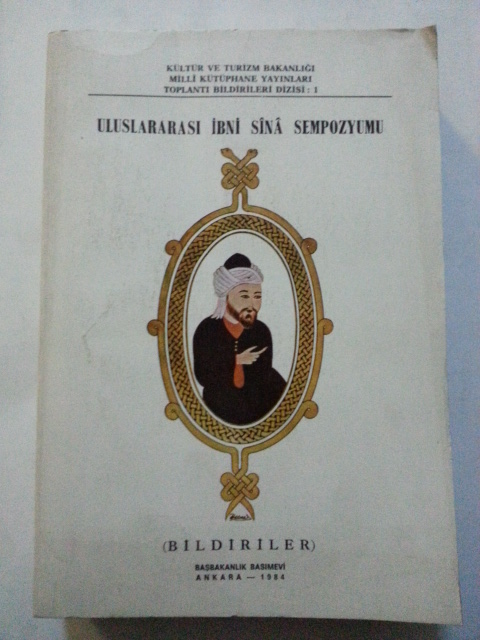 KÜLTÜR VE TURİZM BAKANLIĞI
MİLLİ KÜTÜPHANE YAYINLARI
TOPLANTI BİLDİRİLERİ DİZİSİ : 1
ULUSLARARASI İBNİ SÎNÂ SEMPOZYUMU
(BİLDİRİLER)
BAŞBAKANLIK BASIMEVİ
ANKARA — 1984